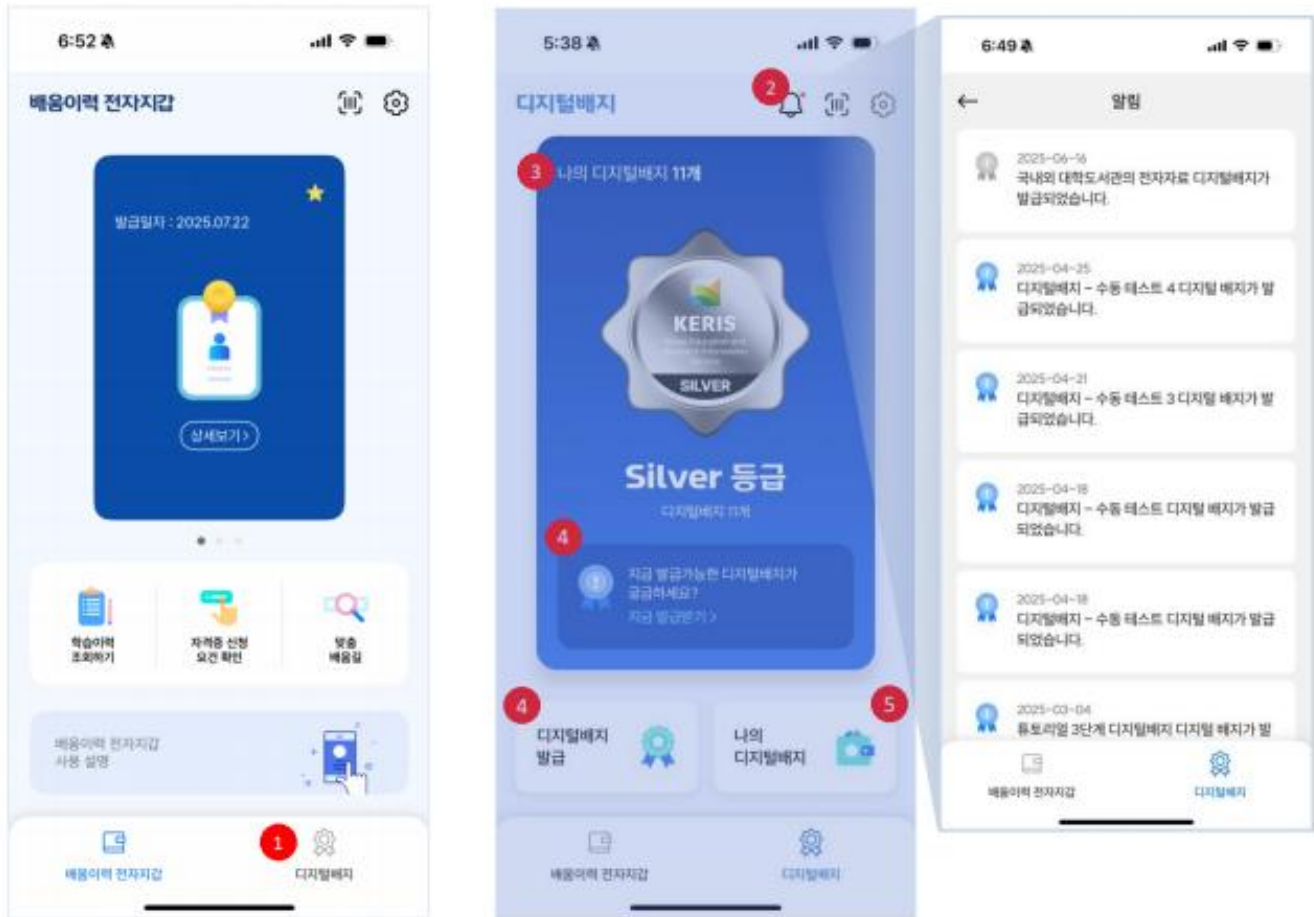 6:52
배움이력 전자지갑
발급일자 : 2025.07.22
상세보기 >
학습이력
조회하기
자격증 신청
요건 확인
맞춤
배움길
배움이력 전자지갑
사용 설명
배움이력 전자지갑
1
디지털배지
5:38
디지털배지
2
3
나의 디지털배지 11개
KERIS
SILVER
Silver 등급
디지털배지 11개
4
지금 발급가능한 디지털배지가
궁금하세요?
지금 발급받기 >
4
디지털배지
발급
5
나의
디지털배지
배움이력 전자지갑
디지털배지
6:49
알림
2025-06-16
국내외 대학도서관의 전자자료 디지털배지가
발급되었습니다.
2025-04-25
디지털배지 - 수동 테스트 4 디지털 배지가 발
급되었습니다.
2025-04-21
디지털배지 - 수동 테스트 3 디지털 배지가 발
급되었습니다.
2025-04-18
디지털배지 - 수동 테스트 디지털 배지가 발급
되었습니다.
2025-04-18
디지털배지 - 수동 테스트 디지털 배지가 발급
되었습니다.
2025-03-04
튜토리얼 3단계 디지털배지 디지털 배지가 발
배움이력 전자지갑
디지털배지